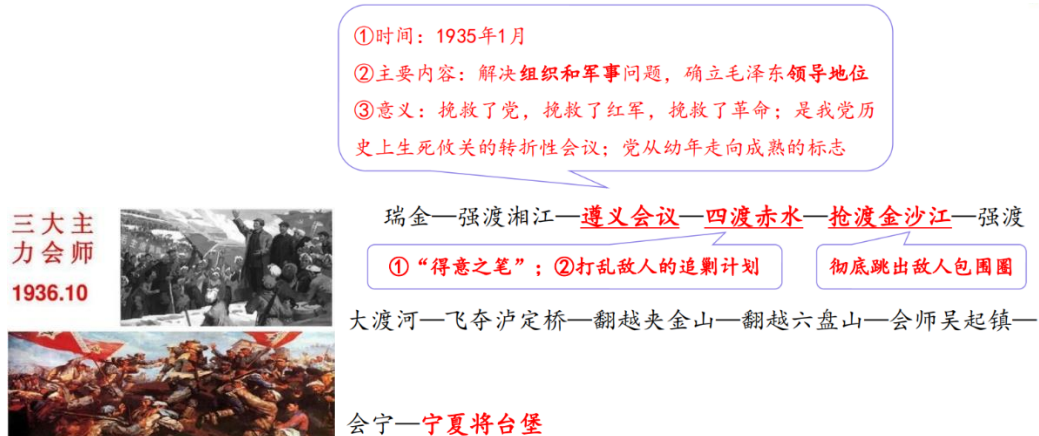 ①时间：1935年1月
②主要内容：解决组织和军事问题，确立毛泽东领导地位
③意义：挽救了党，挽救了红军，挽救了革命；是我党历
史上生死攸关的转折性会议；党从幼年走向成熟的标志
三大主
力会师
1936.10
瑞金—强渡湘江—遵义会议—四渡赤水—抢渡金沙江—强渡
①“得意之笔”；②打乱敌人的追剿计划
彻底跳出敌人包围圈
大渡河—飞夺泸定桥—翻越夹金山—翻越六盘山—会师吴起镇—
会宁—宁夏将台堡